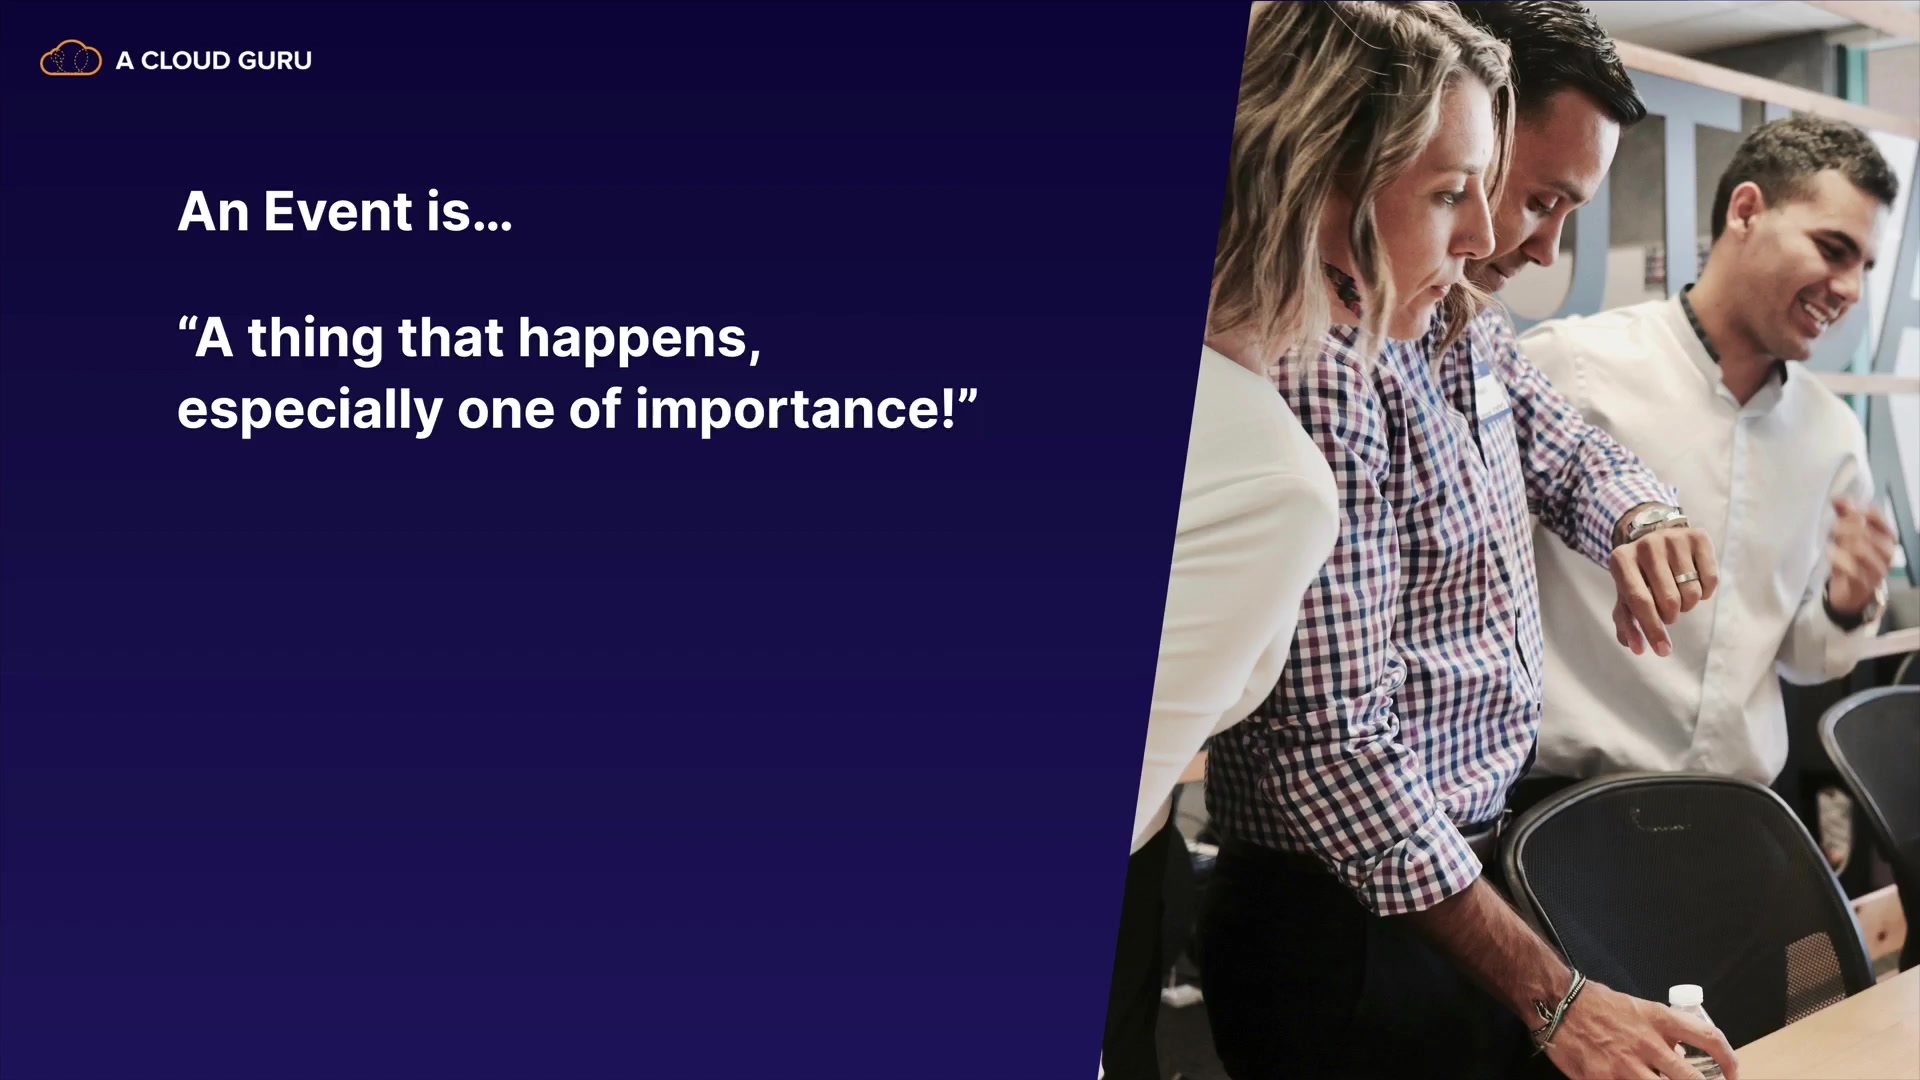 A CLOUD GURU
An Event is...
“A thing that happens,
especially one of importance!”